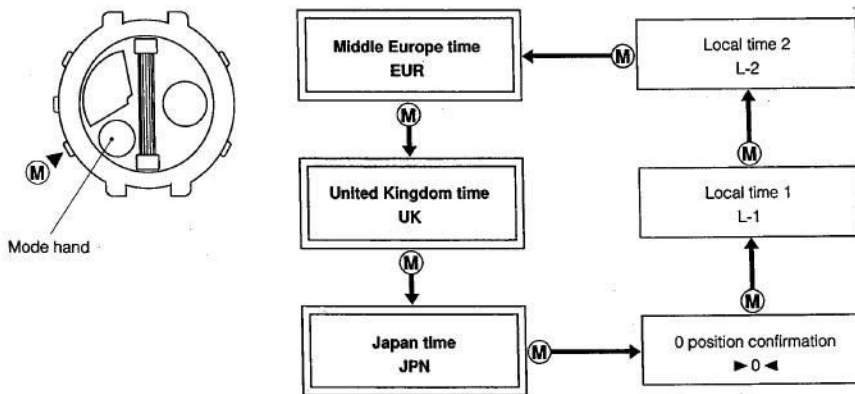 M
Mode hand
Middle Europe time
EUR
M
United Kingdom time
UK
M
Japan time
JPN
M
0 position confirmation
►0◄
M
Local time 1
L-1
M
Local time 2
L-2
M